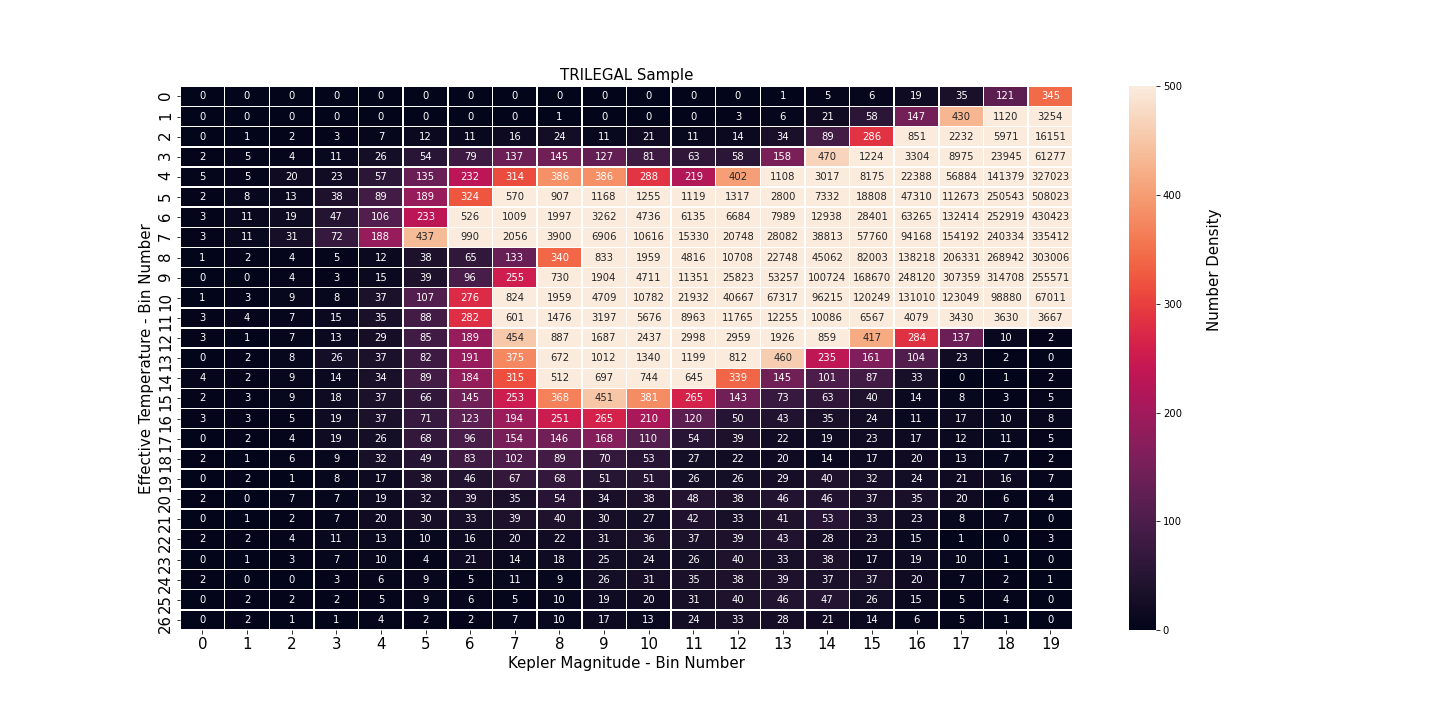 TRILEGAL Sample
0 0 0 0 0 0 0 0 0 0 0 0 0 0 1 5 6 19 35 121 345
1 0 0 0 0 0 0 0 0 1 0 0 0 3 6 21 58 147 430 1120 3254
2 0 1 2 3 7 12 11 16 24 11 21 11 14 34 89 286 851 2232 5971 16151
3 2 5 4 11 26 54 79 137 145 127 81 63 58 158 470 1224 3304 8975 23945 61277
4 5 5 20 23 57 135 232 314 386 386 288 219 402 1108 3017 8175 22388 56884 141379 327023
5 2 8 13 38 89 189 324 570 907 1168 1255 1119 1317 2800 7332 18808 47310 112673 250543 508023
6 3 11 19 47 106 233 526 1009 1997 3262 4736 6135 6684 7989 12938 28401 63265 132414 252919 430423
7 3 11 31 72 188 437 990 2056 3900 6906 10616 15330 20748 28082 38813 57760 94168 154192 240334 335412
8 1 2 4 5 12 38 65 133 340 833 1959 4816 10708 22748 45062 82003 138218 206331 268942 303006
9 0 0 4 3 15 39 96 255 730 1904 4711 11351 25823 53257 100724 168670 248120 307359 314708 255571
10 1 3 9 8 37 107 276 824 1959 4709 10782 21932 40667 67317 96215 120249 131010 123049 98880 67011
11 3 4 7 15 35 88 282 601 1476 3197 5676 8963 11765 12255 10086 6567 4079 3430 3630 3667
12 3 1 7 13 29 85 189 454 887 1687 2437 2998 2959 1926 859 417 284 137 10 2
13 0 2 8 26 37 82 191 375 672 1012 1340 1199 812 460 235 161 104 23 2 0
14 4 2 9 14 34 89 184 315 512 697 744 645 339 145 101 87 33 0 1 2
15 2 3 9 18 37 66 145 253 368 451 381 265 143 73 63 40 14 8 3 5
16 3 3 5 19 37 71 123 194 251 265 210 120 50 43 35 24 11 17 10 8
17 0 2 4 19 26 68 96 154 146 168 110 54 39 22 19 23 17 12 11 5
18 2 1 6 9 32 49 83 102 89 70 53 27 22 20 14 17 20 13 7 2
19 0 2 1 8 17 38 46 67 68 51 51 26 26 29 40 32 24 21 16 7
20 2 0 7 7 19 32 39 35 54 34 38 48 38 46 46 37 35 20 6 4
21 0 1 2 7 20 30 33 39 40 30 27 42 33 41 53 33 23 8 7 0
22 2 2 4 11 13 10 16 20 22 31 36 37 39 43 28 23 15 1 0 3
23 0 1 3 7 10 4 21 14 18 25 24 26 40 33 38 17 19 10 1 0
24 2 0 0 3 6 9 5 11 9 26 31 35 38 39 37 37 20 7 2 1
25 0 2 2 2 5 9 6 5 10 19 20 31 40 46 47 26 15 5 4 0
26 0 2 1 1 4 2 2 7 10 17 13 24 33 28 21 14 6 5 1 0
0 1 2 3 4 5 6 7 8 9 10 11 12 13 14 15 16 17 18 19
Kepler Magnitude - Bin Number
Effective Temperature - Bin Number
500
400
300
200
100
0
Number Density